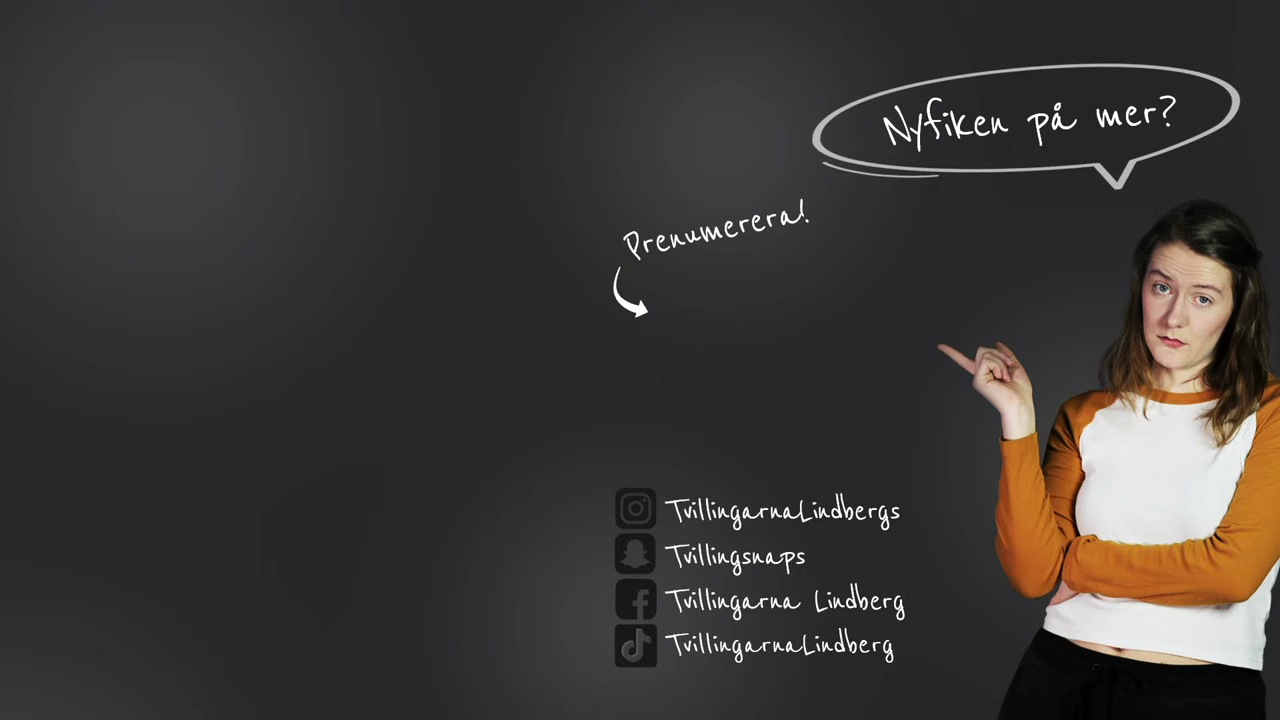 Nyfiken på mer?
Prenumerera!
TvillingarnaLindbergs
Tvillingsnaps
Tvillingarna Lindberg
TvillingarnaLindberg